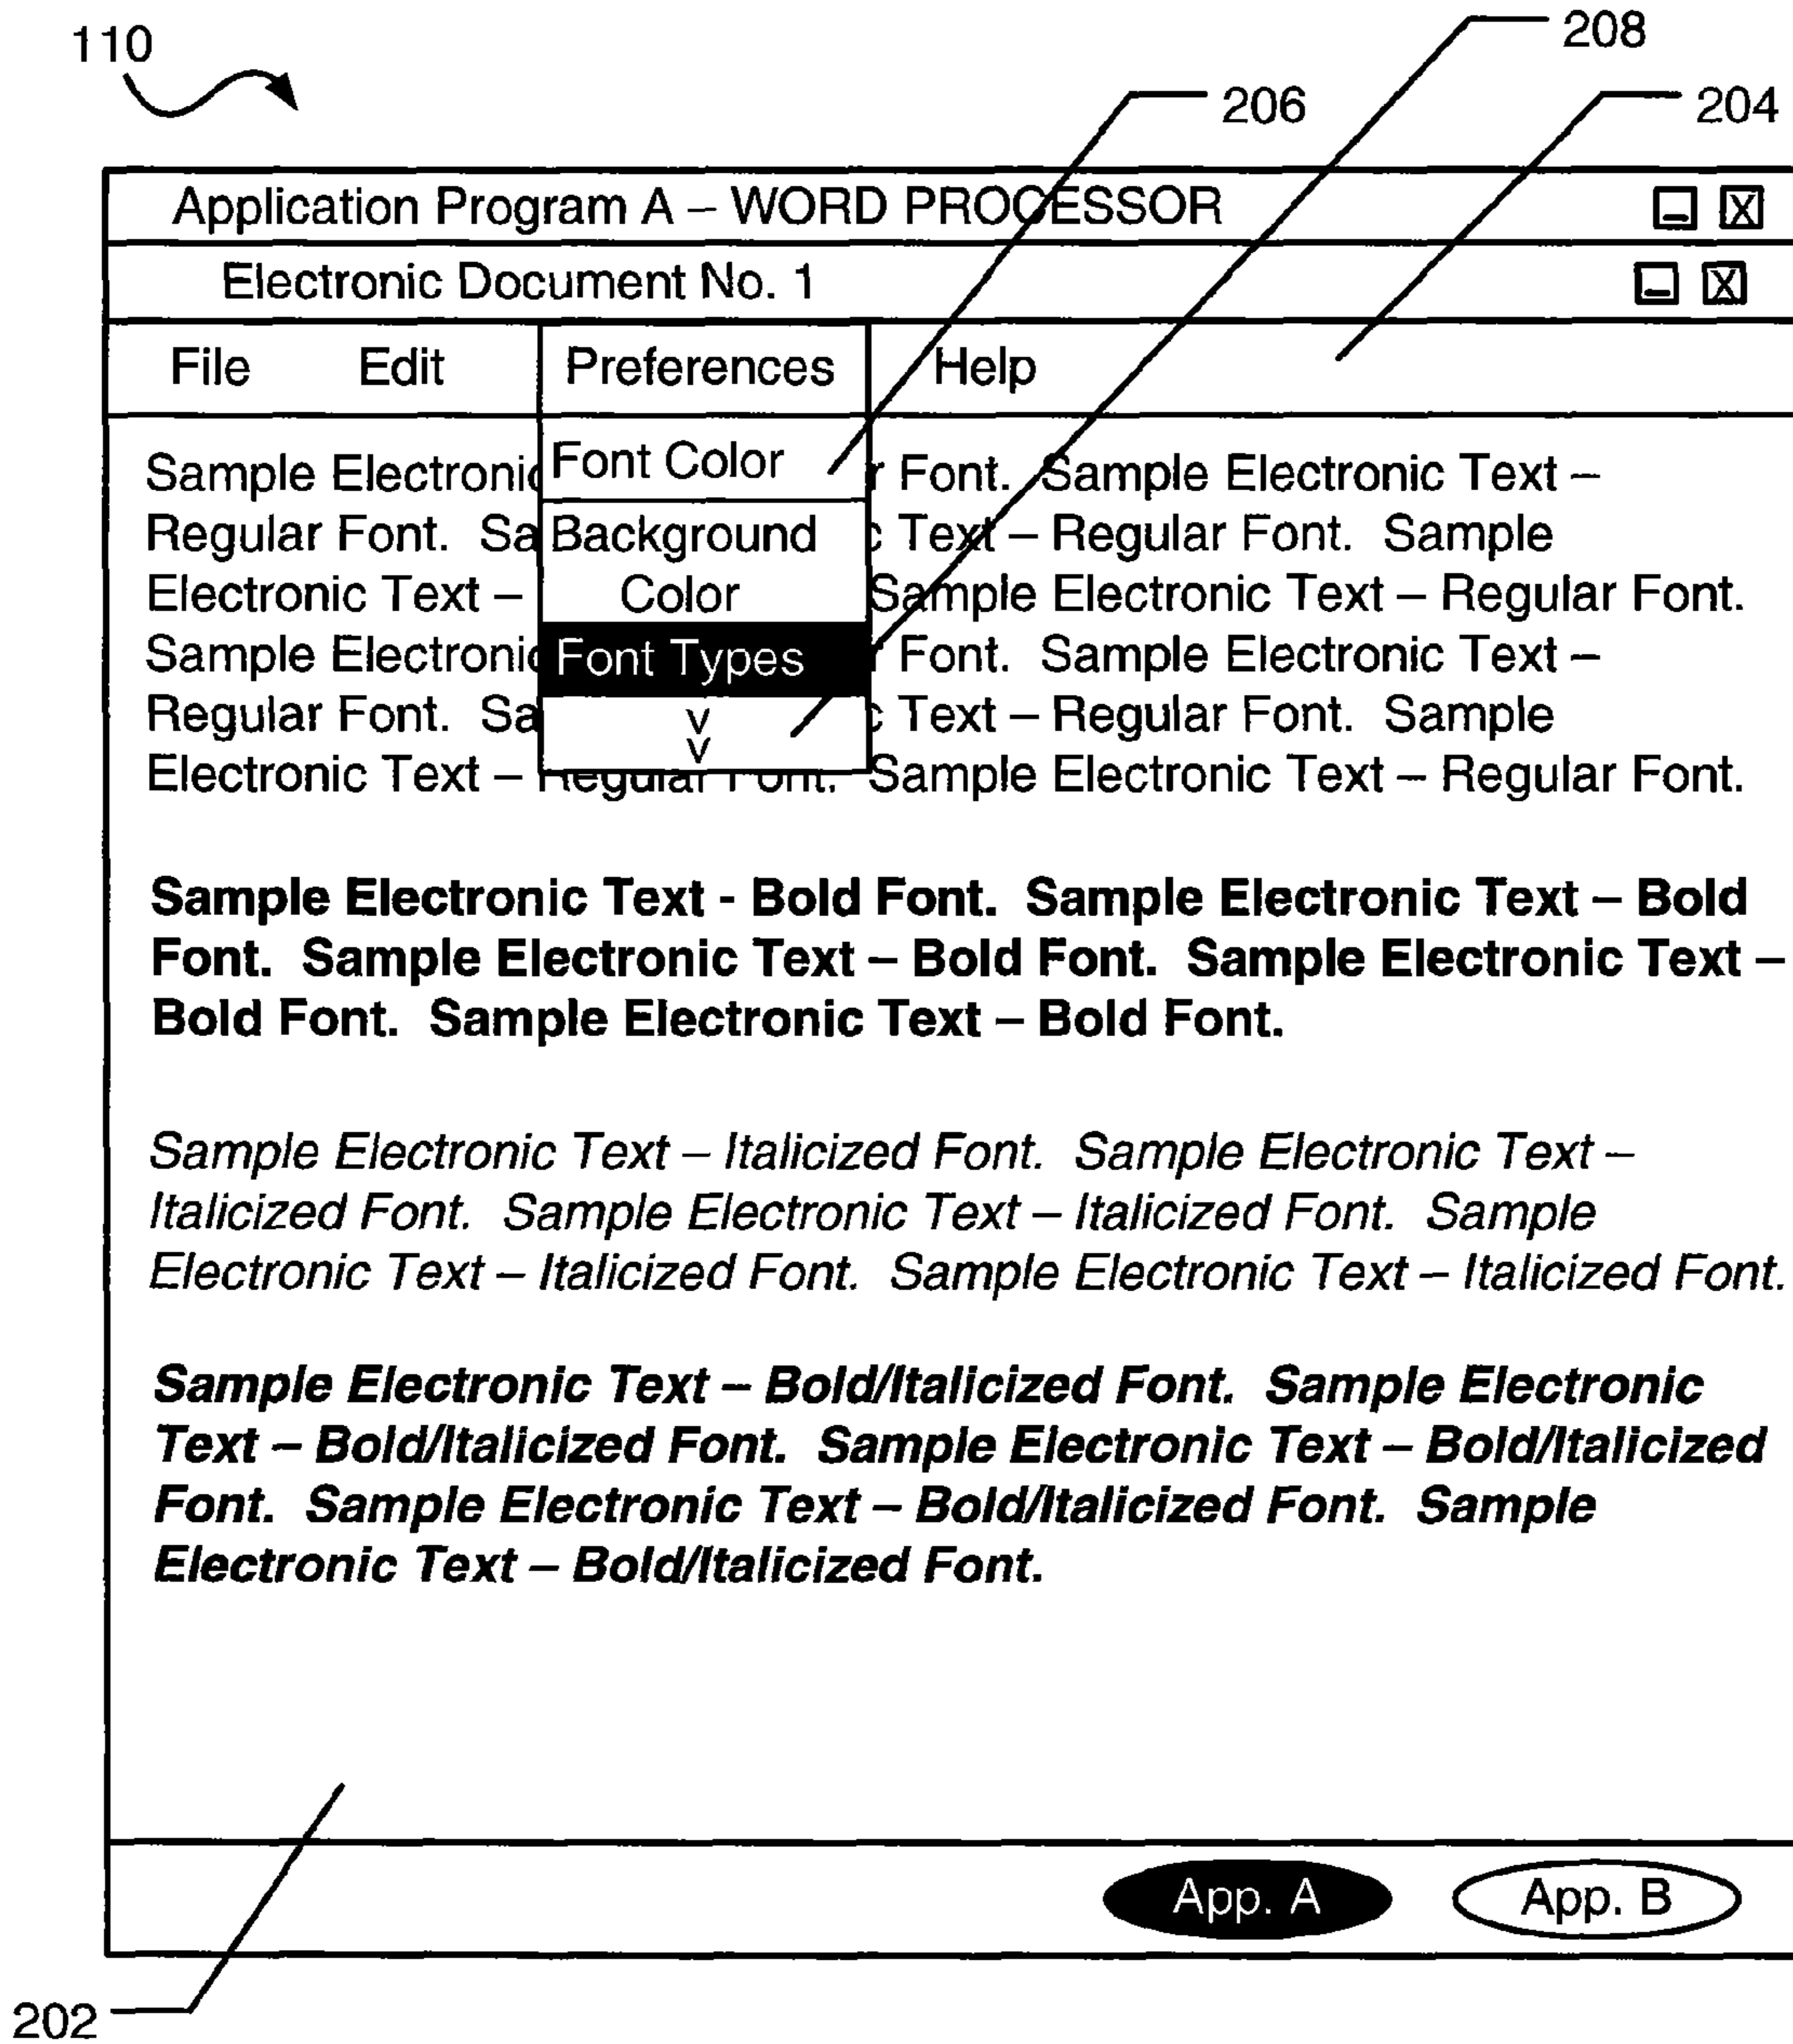 110
208
206
204
Application Program A – WORD PROCESSOR
Electronic Document No. 1
File Edit Preferences Help
Font Color
Background
Color
Font Types
Sample Electronic r Font. Sample Electronic Text –
Regular Font. Sa c Text – Regular Font. Sample
Electronic Text – Sample Electronic Text – Regular Font.
Sample Electronic r Font. Sample Electronic Text –
Regular Font. Sa c Text – Regular Font. Sample
Electronic Text – Regular Font. Sample Electronic Text – Regular Font.
Sample Electronic Text - Bold Font. Sample Electronic Text – Bold
Font. Sample Electronic Text – Bold Font. Sample Electronic Text –
Bold Font. Sample Electronic Text – Bold Font.
Sample Electronic Text – Italicized Font. Sample Electronic Text –
Italicized Font. Sample Electronic Text – Italicized Font. Sample
Electronic Text – Italicized Font. Sample Electronic Text – Italicized Font.
Sample Electronic Text – Bold/Italicized Font. Sample Electronic
Text – Bold/Italicized Font. Sample Electronic Text – Bold/Italicized
Font. Sample Electronic Text – Bold/Italicized Font. Sample
Electronic Text – Bold/Italicized Font.
App. A App. B
202